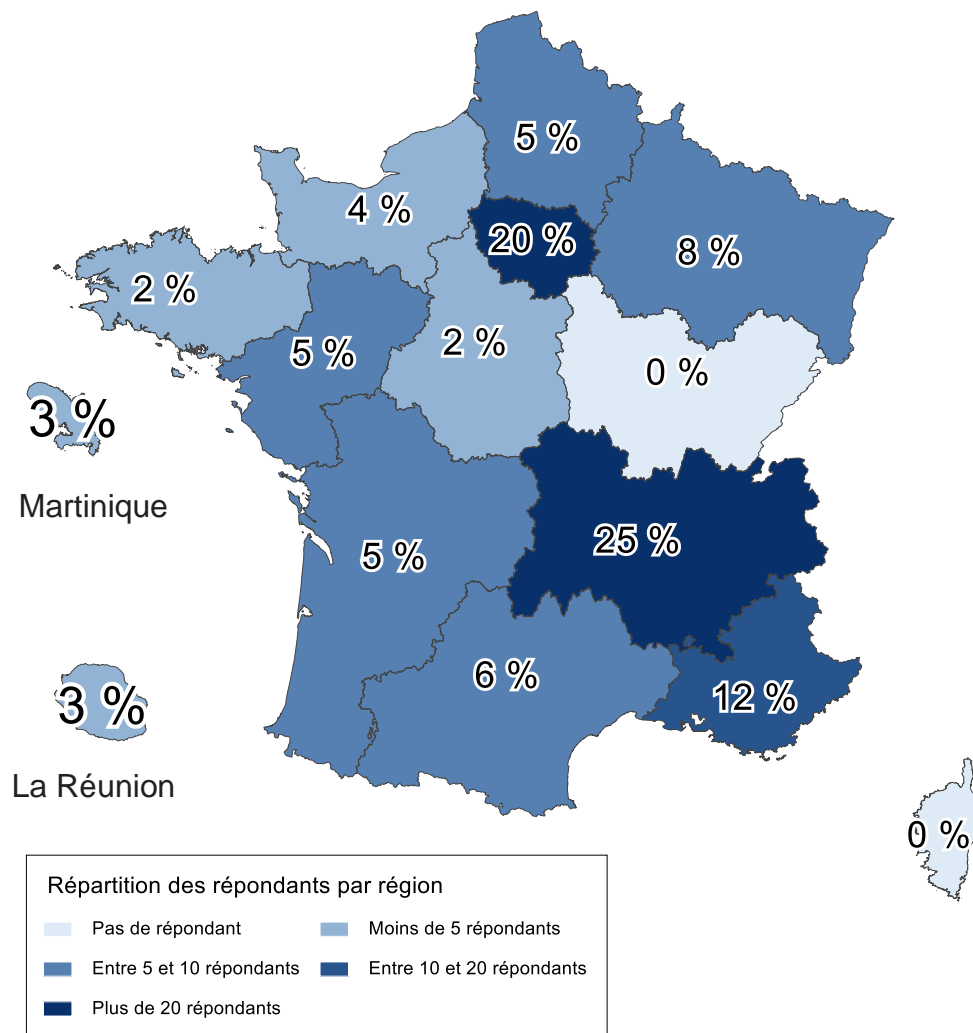 5 %
4 %
20 %
8 %
2 %
5 %
2 %
0 %
3 %
Martinique
5 %
25 %
6 %
12 %
3 %
La Réunion
0 %
Répartition des répondants par région
Pas de répondant
Moins de 5 répondants
Entre 5 et 10 répondants
Entre 10 et 20 répondants
Plus de 20 répondants